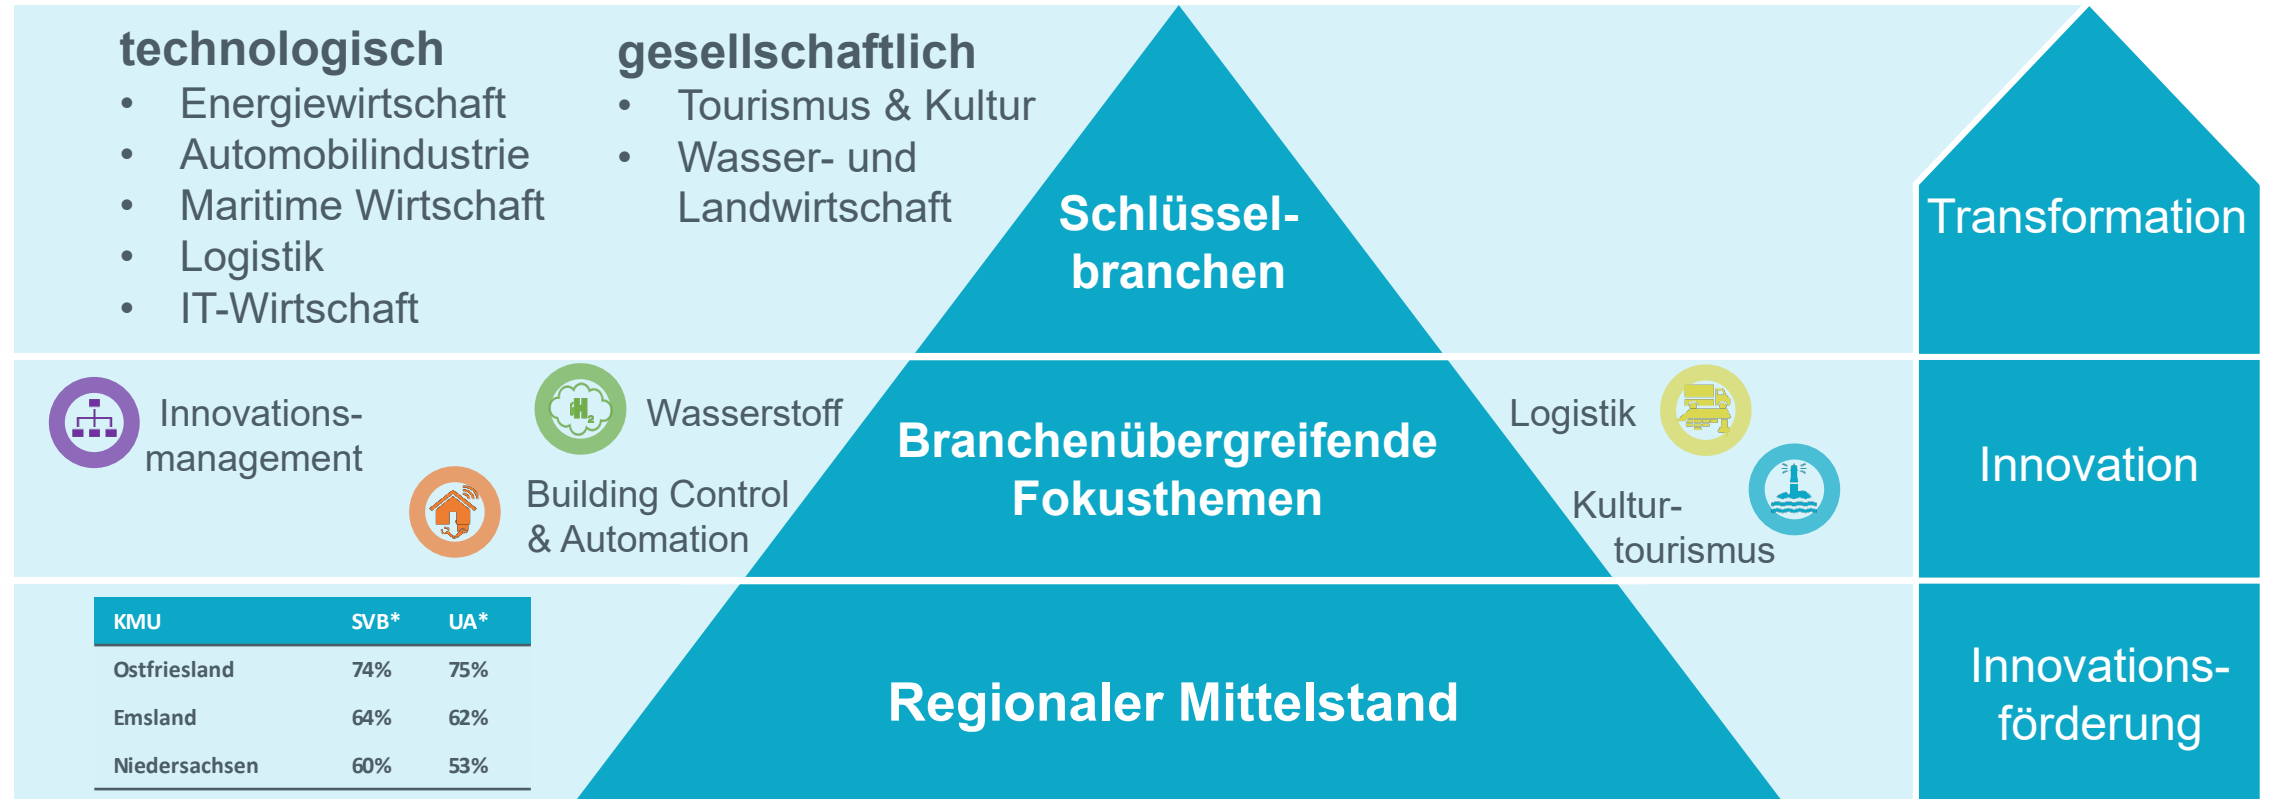 technologisch
• Energiewirtschaft
• Automobilindustrie
• Maritime Wirtschaft
• Logistik
• IT-Wirtschaft
gesellschaftlich
• Tourismus & Kultur
• Wasser- und
Landwirtschaft
Schlüssel-
branchen
Transformation
Innovations-
management
H2
Wasserstoff
Building Control
& Automation
Branchenübergreifende
Fokusthemen
Logistik
Kultur-
tourismus
Innovation
KMU SVB* UA*
Ostfriesland 74% 75%
Emsland 64% 62%
Niedersachsen 60% 53%
Regionaler Mittelstand
Innovations-
förderung